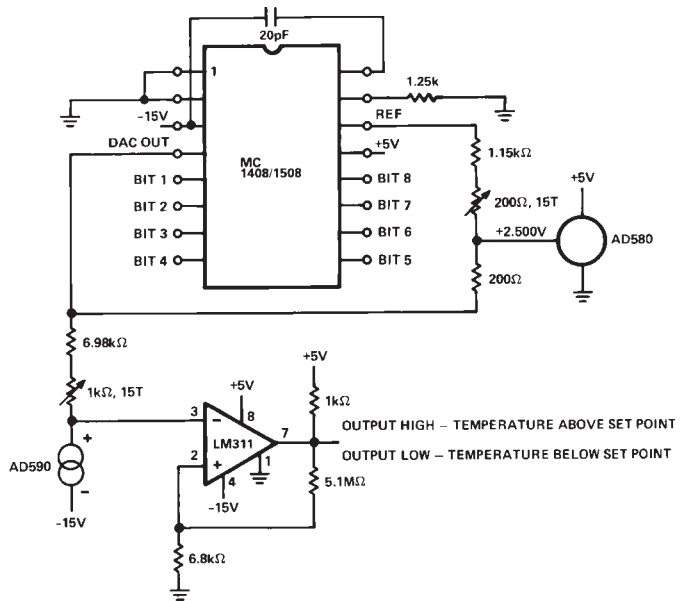 20pF
1
1.25k
-15V
REF
DAC OUT
+5V
1.15kΩ
MC
1408/1508
BIT 1
BIT 8
+5V
200Ω, 15T
BIT 2
BIT 7
+2.500V
AD580
BIT 3
BIT 6
BIT 4
BIT 5
200Ω
6.98kΩ
+5V
1kΩ, 15T
+5V
1kΩ
3
8
OUTPUT HIGH – TEMPERATURE ABOVE SET POINT
+
–
7
LM311
AD590
2
+
1
OUTPUT LOW – TEMPERATURE BELOW SET POINT
–
4
5.1MΩ
-15V
-15V
6.8kΩ